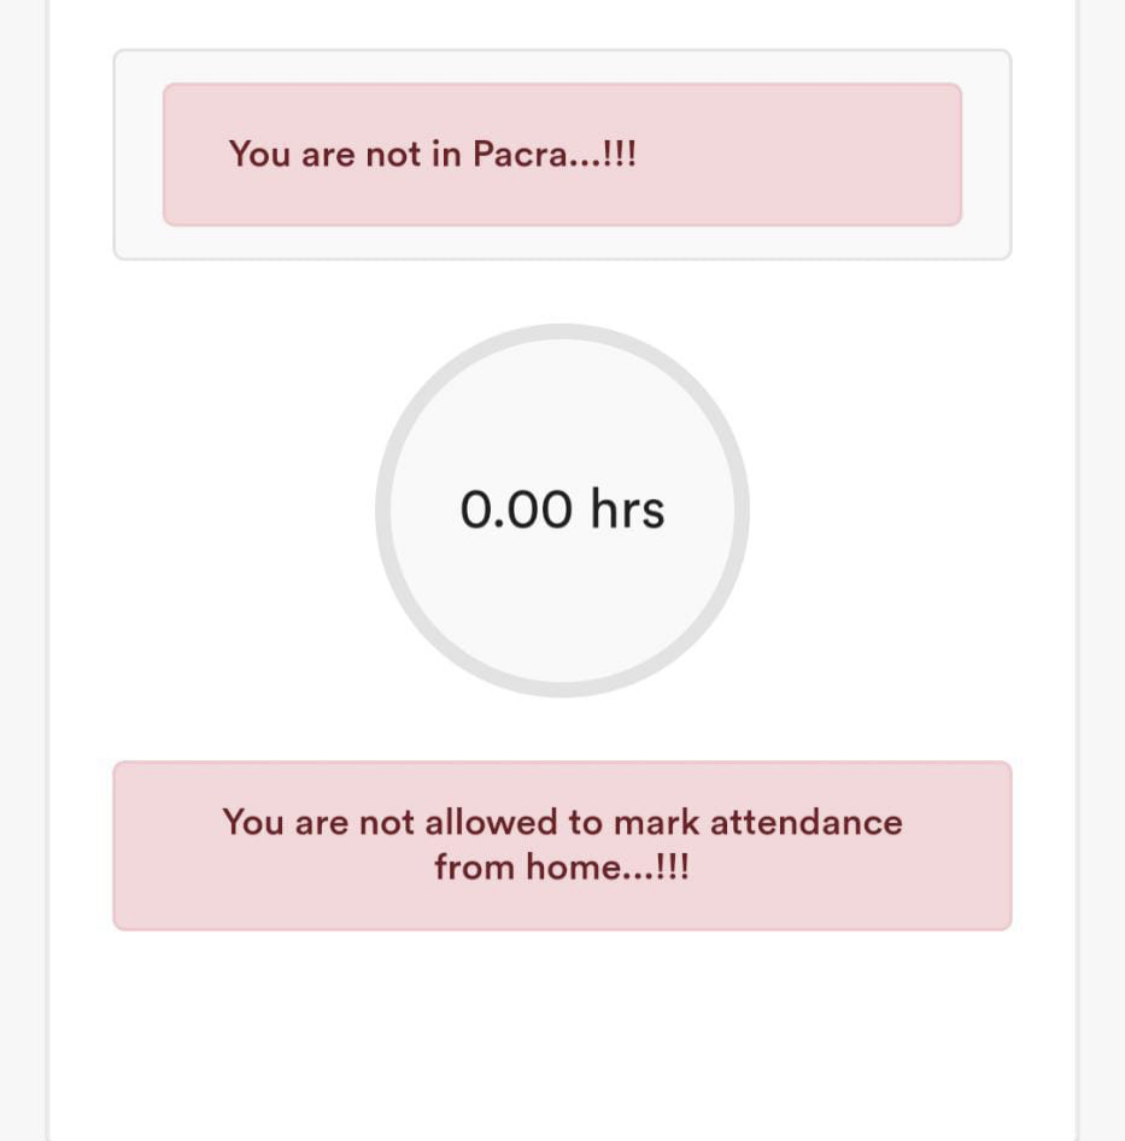 You are not in Pacra...!!!
0.00 hrs
You are not allowed to mark attendance
from home...!!!